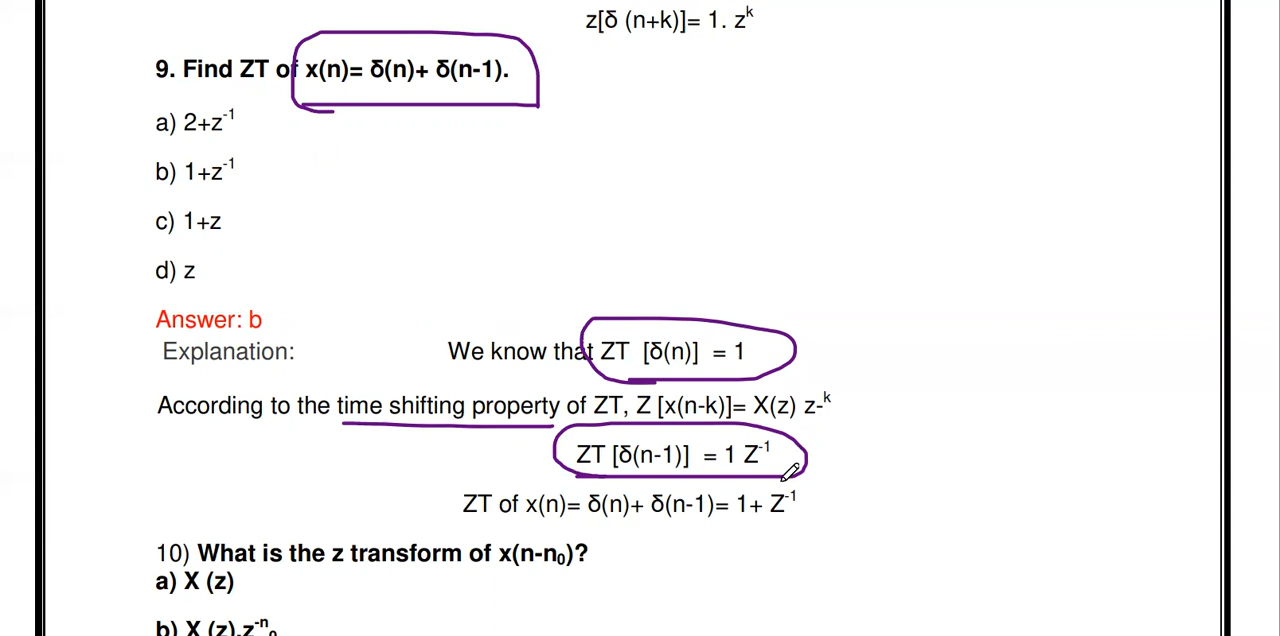 z[δ (n+k)]= 1. zᵏ
9. Find ZT of x(n)= δ(n)+ δ(n-1).
a) 2+z⁻¹
b) 1+z⁻¹
c) 1+z
d) z
Answer: b
Explanation: We know that ZT [δ(n)] = 1
According to the time shifting property of ZT, Z [x(n-k)]= X(z) z-ᵏ
ZT [δ(n-1)] = 1 Z⁻¹
ZT of x(n)= δ(n)+ δ(n-1)= 1+ Z⁻¹
10) What is the z transform of x(n-n₀)?
a) X (z)
b) X (z).z⁻ⁿ₀